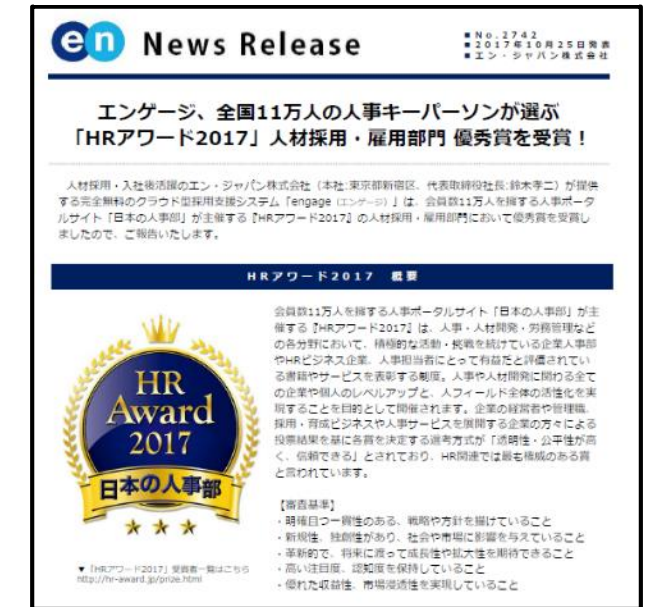 en News Release
■No.2742
■2017年10月25日発表
■エン・ジャパン株式会社
エンゲージ、全国11万人の人事キーパーソンが選ぶ
「HRアワード2017」人材採用・雇用部門 優秀賞を受賞！
人材採用・入社後活躍のエン・ジャパン株式会社（本社:東京都新宿区、代表取締役社長:鈴木孝二）が提供
する完全無料のクラウド型採用支援システム「engage（エンゲージ）」は、会員数11万人を擁する人事ポータ
ルサイト「日本の人事部」が主催する『HRアワード2017』の人材採用・雇用部門において優秀賞を受賞し
ましたので、ご報告いたします。
HRアワード2017 概要
会員数11万人を擁する人事ポータルサイト「日本の人事部」が主
催する『HRアワード2017』は、人事・人材開発・労務管理など
の各分野において、積極的な活動・挑戦を続けている企業人事部
やHRビジネス企業、人事担当者にとって有益だと評価されてい
る書籍やサービスを表彰する制度。人事や人材開発に関わる全て
の企業や個人のレベルアップと、人フィールド全体の活性化を実
現することを目的として開催されます。企業の経営者や管理職、
採用・育成ビジネスや人事サービスを展開する企業の方々による
投票結果を基に各賞を決定する選考方式が「透明性・公平性が高
く、信頼できる」とされており、HR関連では最も権威のある賞
と言われています。
【審査基準】
・明確且つ一貫性のある、戦略や方針を描けていること
・新規性、独創性があり、社会や市場に影響を与えていること
・革新的で、将来に渡って成長性や拡大性を期待できること
・高い注目度、認知度を保持していること
・優れた収益性、市場浸透性を実現していること
HR
Award
2017
日本の人事部
▼「HRアワード2017」受賞者一覧はこちら
http://hr-award.jp/prize.html